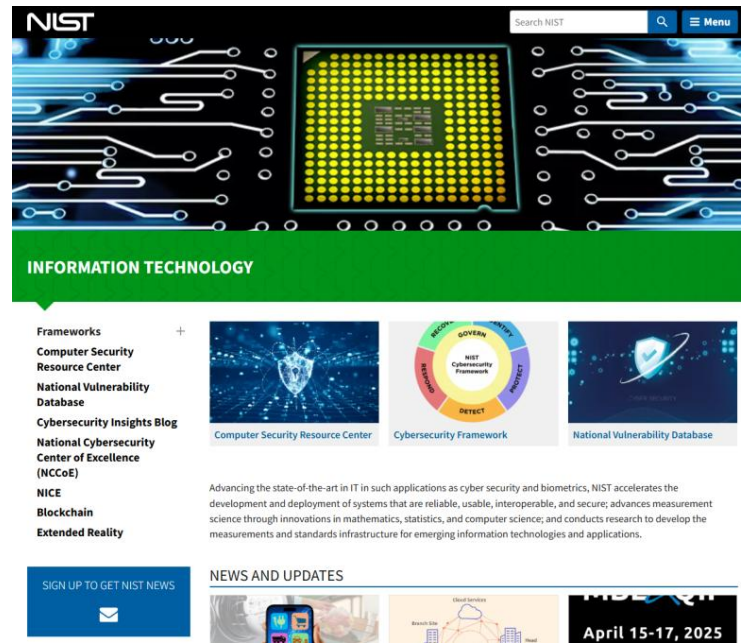 NIST
Search NIST
Menu
INFORMATION TECHNOLOGY
Frameworks
Computer Security
Resource Center
National Vulnerability
Database
Cybersecurity Insights Blog
National Cybersecurity
Center of Excellence
(NCCoE)
NICE
Blockchain
Extended Reality
SIGN UP TO GET NIST NEWS
RECOVER
GOVERN
IDENTIFY
NIST
Cybersecurity
Framework
RESPOND
PROTECT
DETECT
CYBER SECURITY
Computer Security Resource Center
Cybersecurity Framework
National Vulnerability Database
Advancing the state-of-the-art in IT in such applications as cyber security and biometrics, NIST accelerates the
development and deployment of systems that are reliable, usable, interoperable, and secure; advances measurement
science through innovations in mathematics, statistics, and computer science; and conducts research to develop the
measurements and standards infrastructure for emerging information technologies and applications.
NEWS AND UPDATES
Cloud Services
Branch Site
Head
April 15-17, 2025